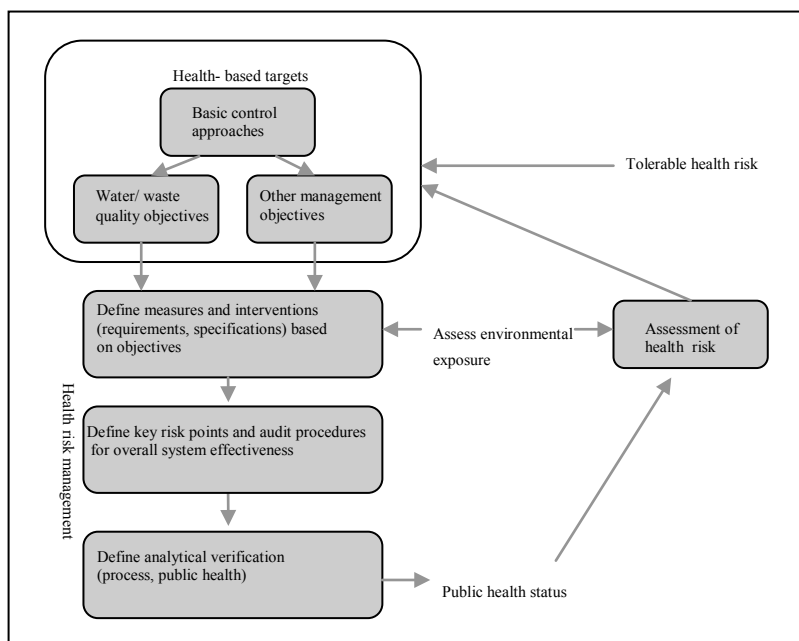 Health- based targets
Basic control
approaches
Water/ waste
quality objectives
Other management
objectives
Tolerable health risk
Define measures and interventions
(requirements, specifications) based
on objectives
Assess environmental
exposure
Assessment of
health risk
Health risk management
Define key risk points and audit procedures
for overall system effectiveness
Define analytical verification
(process, public health)
Public health status